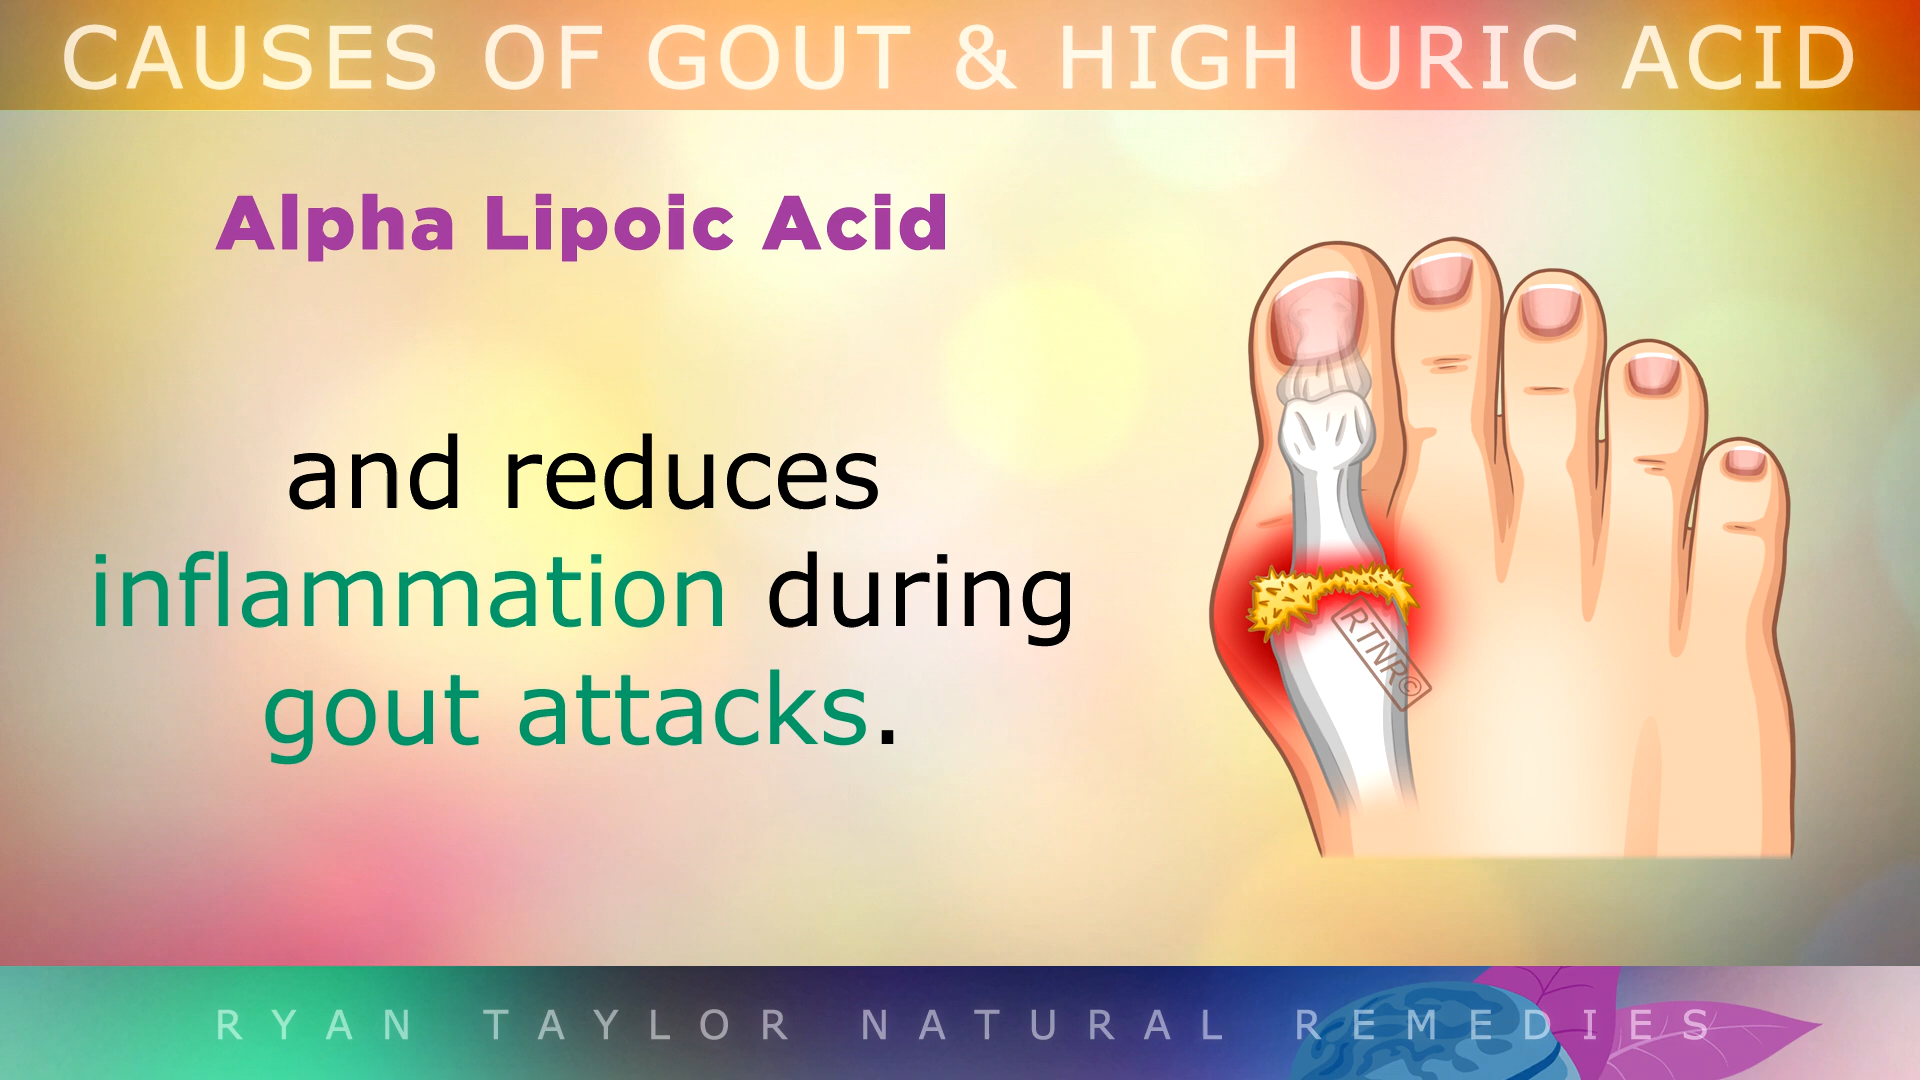 CAUSES OF GOUT & HIGH URIC ACID
Alpha Lipoic Acid
and reduces
inflammation during
gout attacks.
RTNR©
RYAN TAYLOR NATURAL REMEDIES